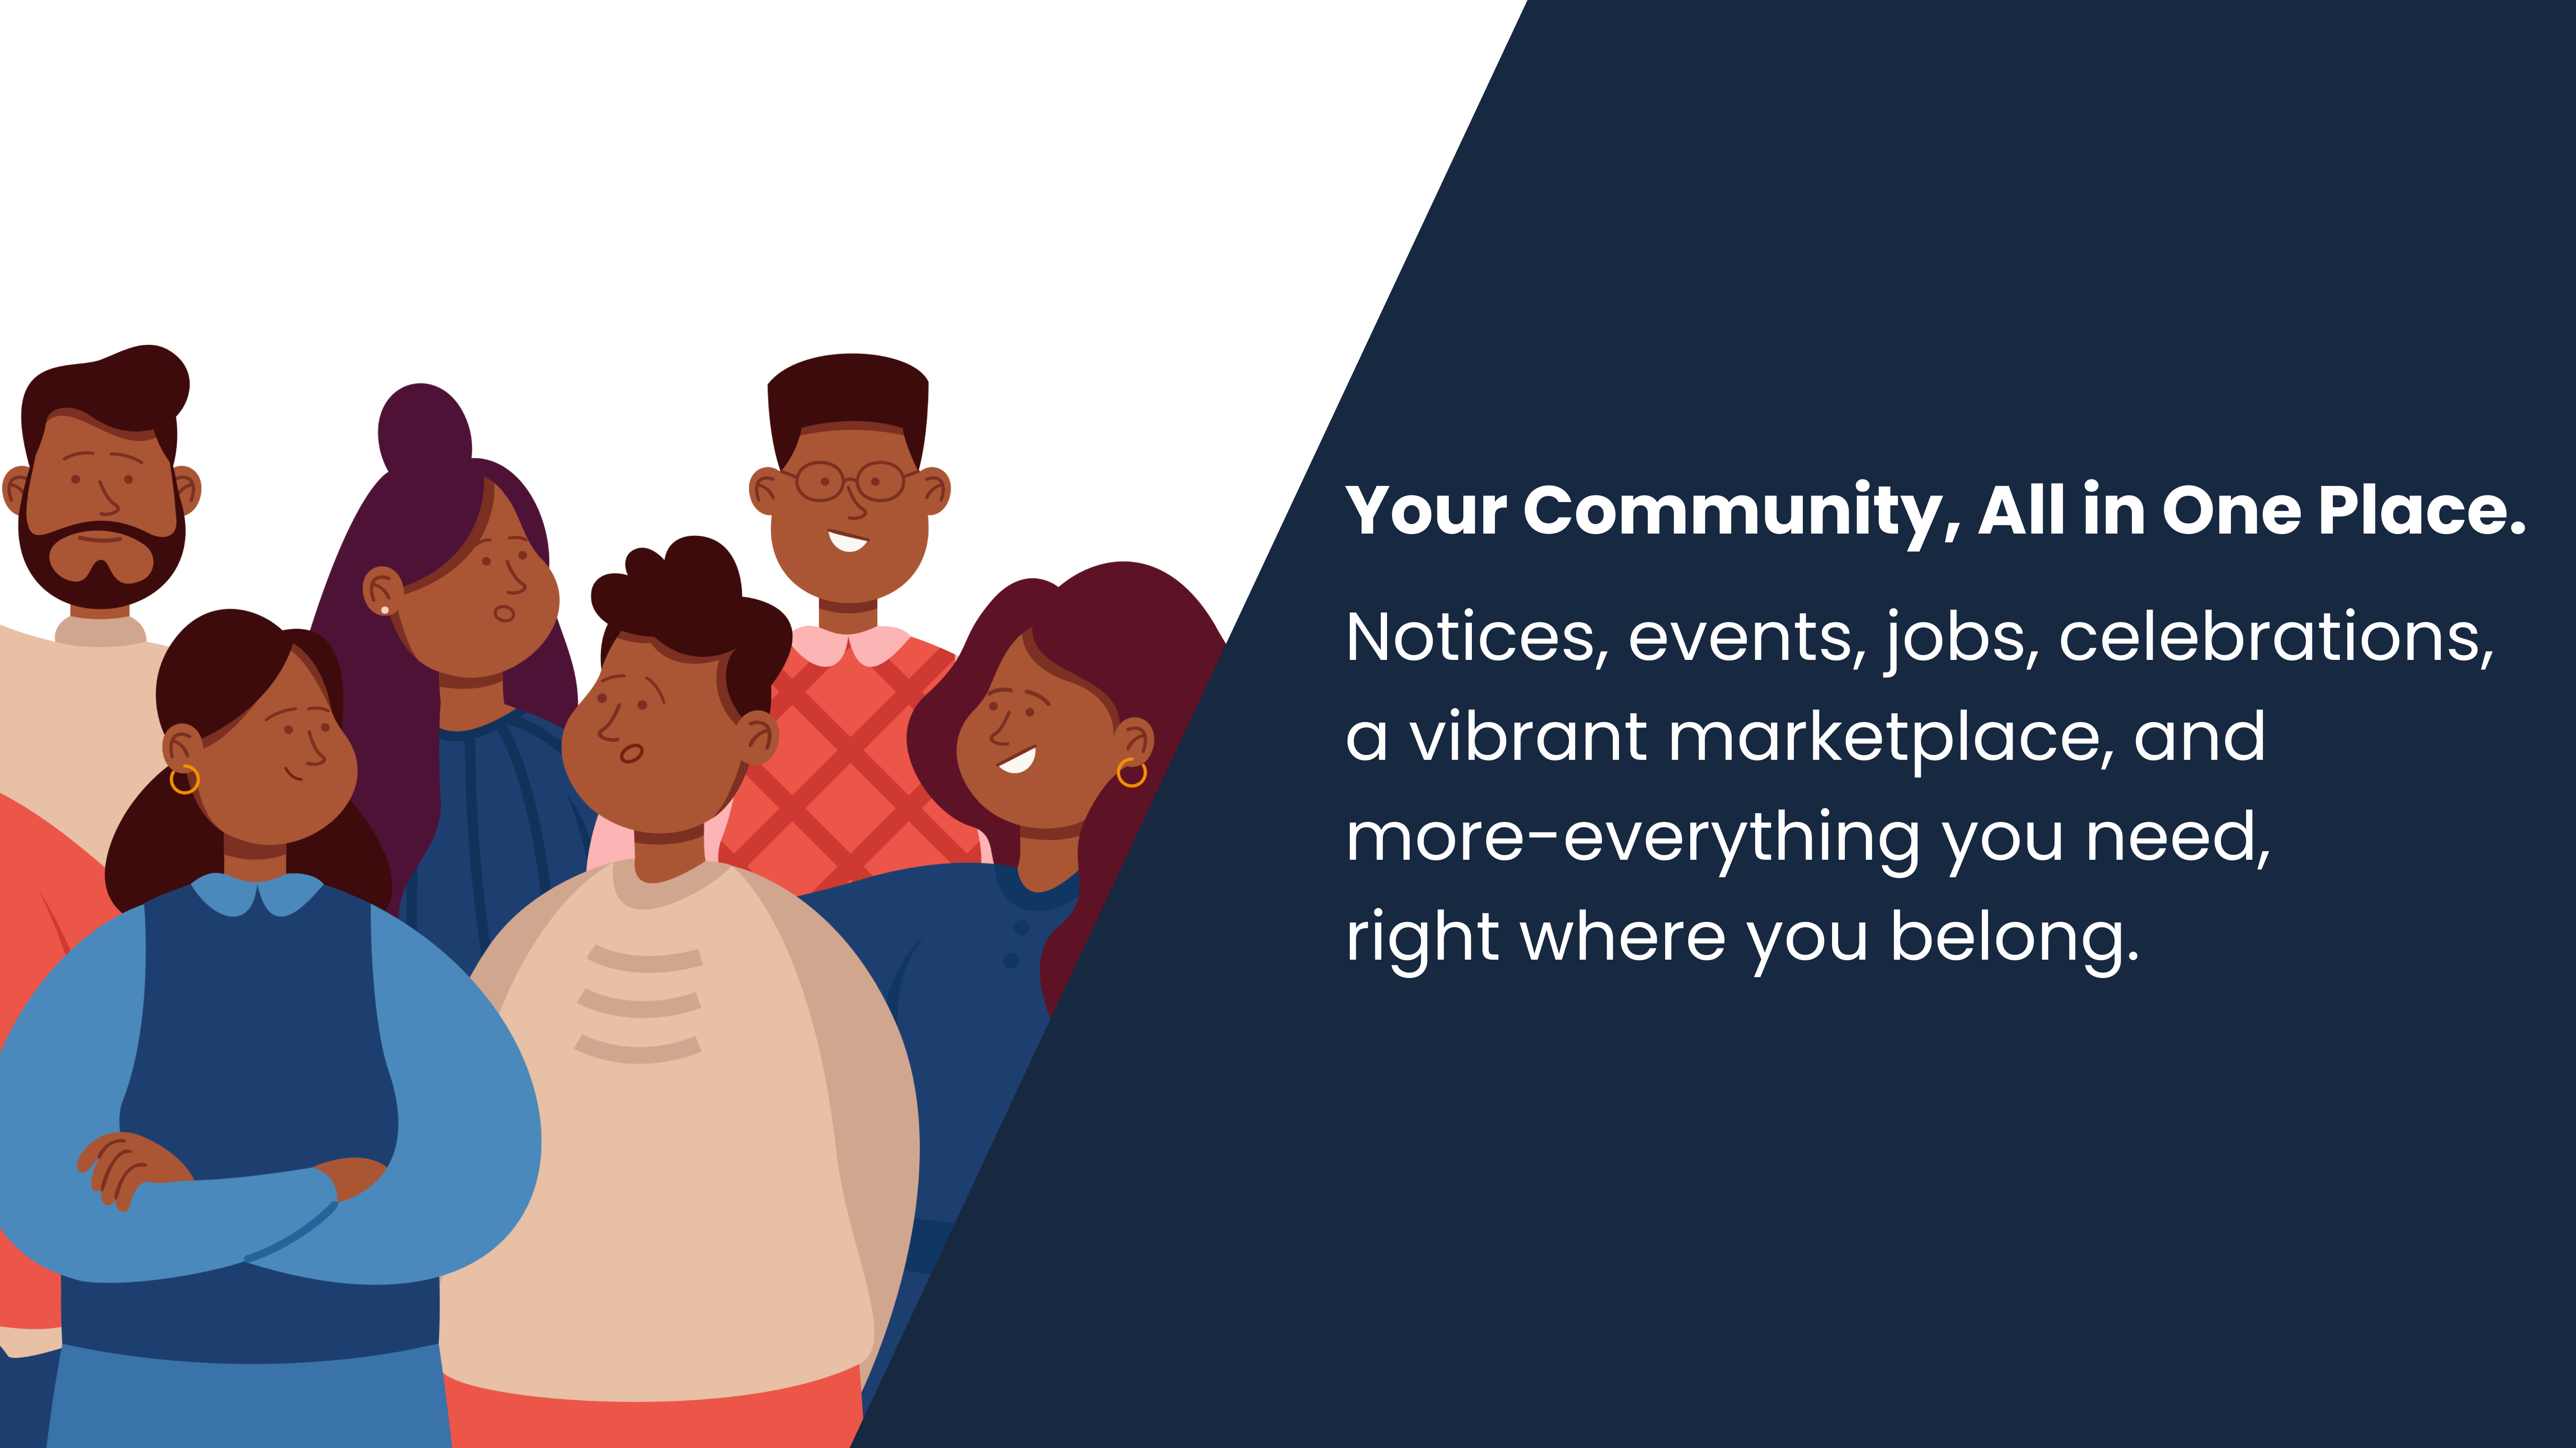 Your Community, All in One Place.
Notices, events, jobs, celebrations,
a vibrant marketplace, and
more-everything you need,
right where you belong.